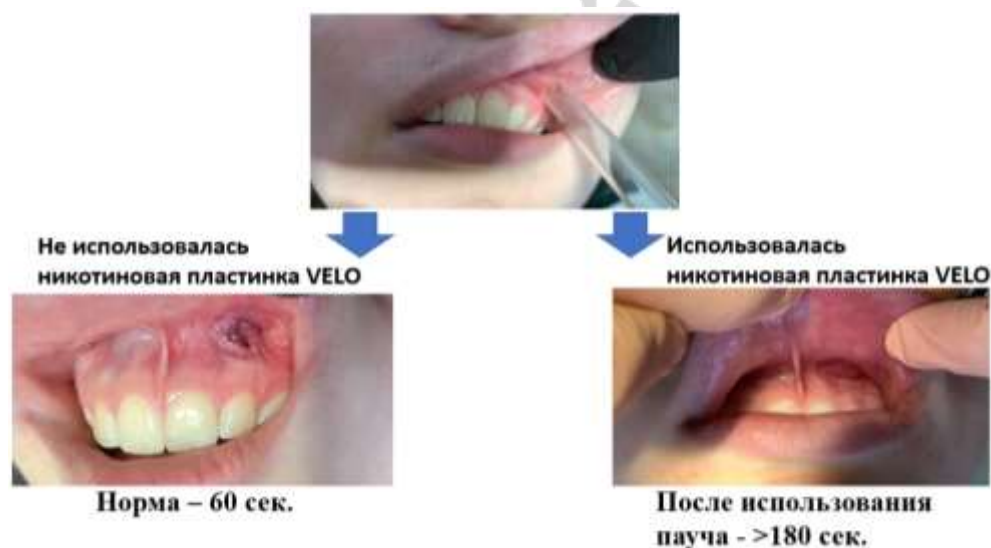 Не использовалась
никотиновая пластинка VELO
Использовалась
никотиновая пластинка VELO
Норма – 60 сек.
После использования
пауча - >180 сек.